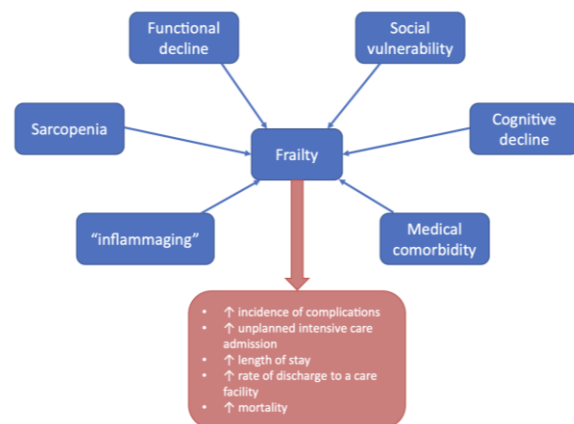 Functional
decline
Social
vulnerability
Sarcopenia
Cognitive
decline
Frailty
“inflammaging”
Medical
comorbidity
• ↑ incidence of complications
• ↑ unplanned intensive care
admission
• ↑ length of stay
• ↑ rate of discharge to a care
facility
• ↑ mortality